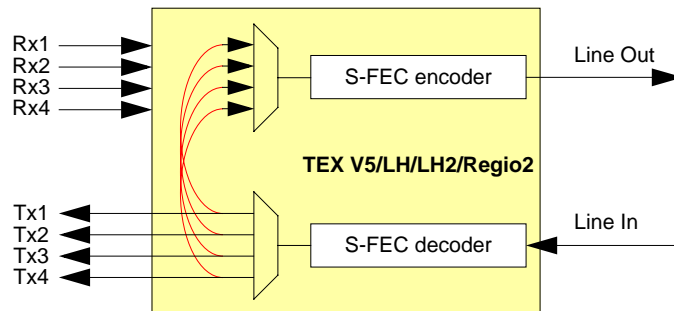 Rx1
Rx2
Rx3
Rx4
S-FEC encoder
Line Out
TEX V5/LH/LH2/Regio2
Tx1
Tx2
Tx3
Tx4
S-FEC decoder
Line In